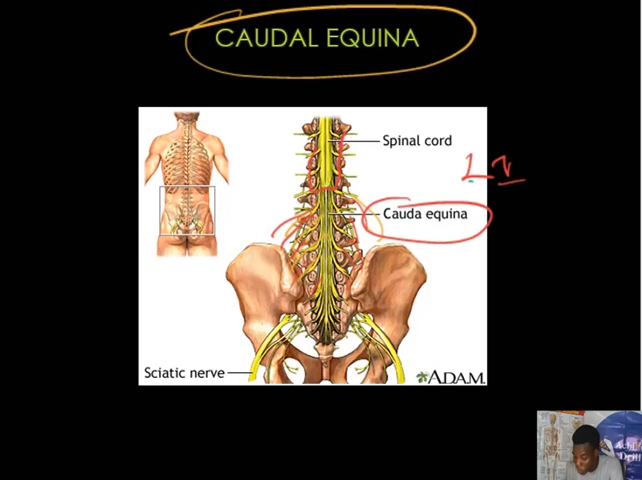 CAUDAL EQUINA
Spinal cord
Cauda equina
Sciatic nerve
A.D.A.M.